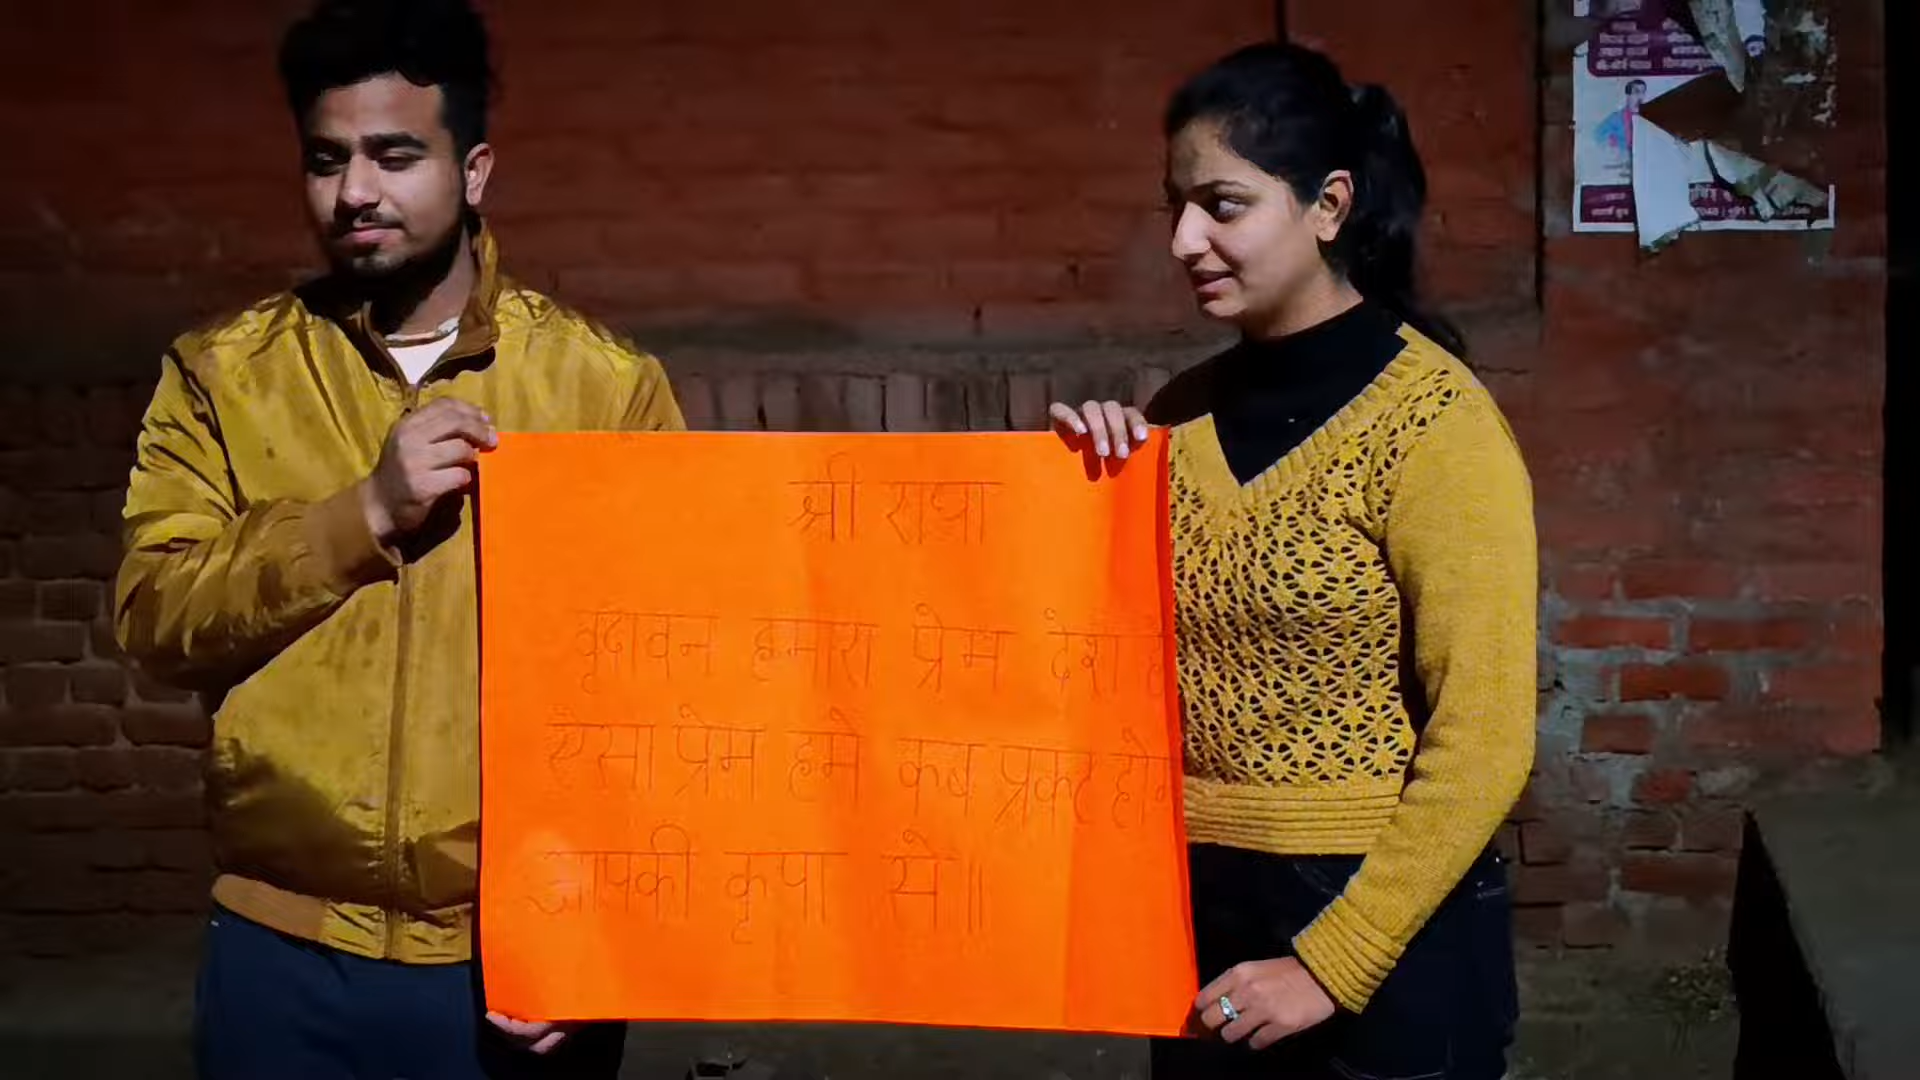 श्री राधा
वृंदावन हमारा प्रेम देश है
ऐसा प्रेम हमे कब प्रकट
आपकी कृपा से॥